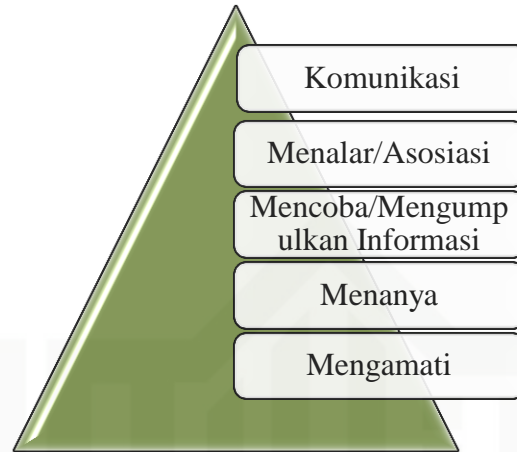 Komunikasi
Menalar/Asosiasi
Mencoba/Mengump
ulkan Informasi
Menanya
Mengamati